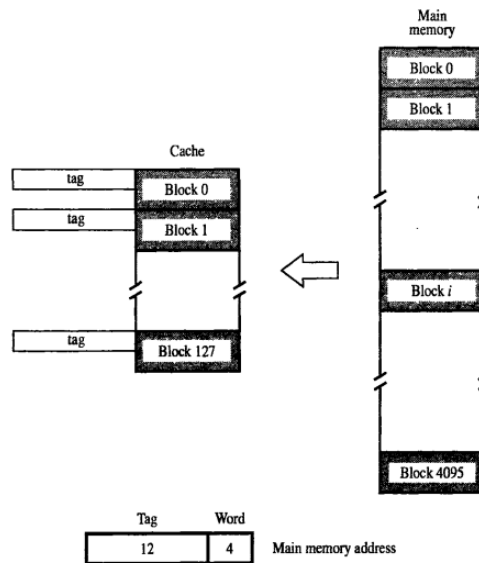 Main
memory
Block 0
Block 1
Cache
tag
Block 0
tag
Block 1
Block i
tag
Block 127
Block 4095
Tag Word
12 4 Main memory address